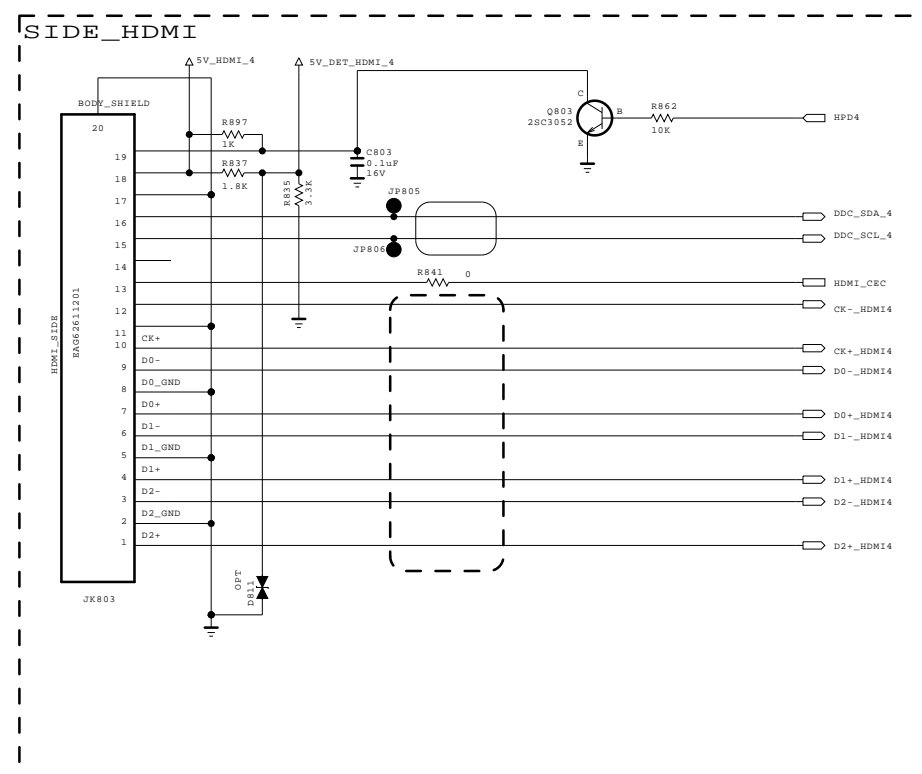 SIDE_HDMI
5V_HDMI_4
5V_DET_HDMI_4
BODY_SHIELD
20
R897
1K
C
Q803
2SC3052
B
E
R862
10K
HPD4
19
R837
1.8K
C803
0.1uF
16V
18
R835
3.3K
17
JP805
16
DDC_SDA_4
15
JP806
DDC_SCL_4
14
R841
0
13
HDMI_CEC
12
CK-_HDMI4
EAG62611201
HDMI_SIDE
11
10
CK+
CK+_HDMI4
9
D0-
D0-_HDMI4
8
D0_GND
7
D0+
D0+_HDMI4
6
D1-
D1-_HDMI4
5
D1_GND
4
D1+
D1+_HDMI4
3
D2-
D2-_HDMI4
2
D2_GND
1
D2+
D2+_HDMI4
OPT
D811
JK803